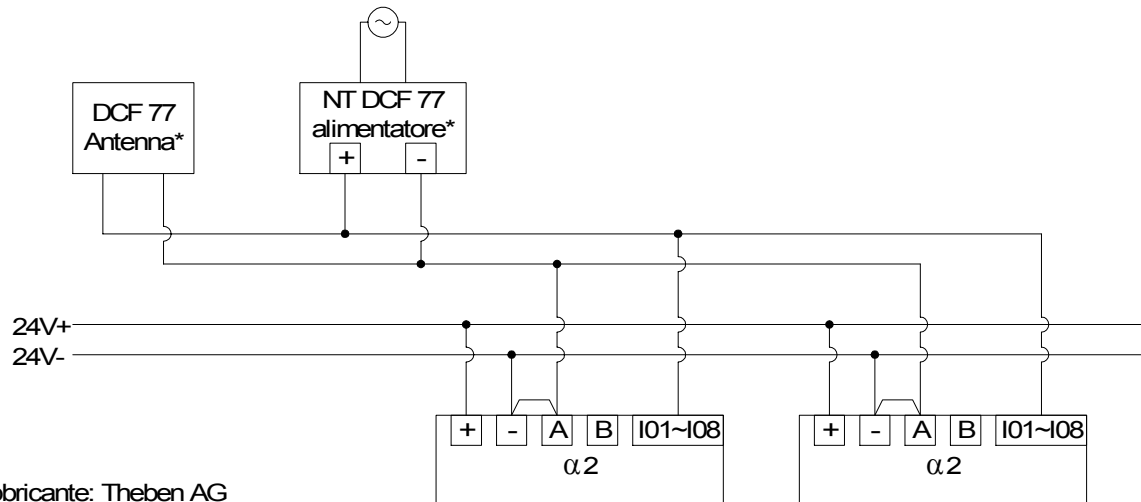 DCF 77
Antenna*
NT DCF 77
alimentatore*
+ -
24V+
24V-
+ - A B I01~I08
α2
+ - A B I01~I08
α2
bricante: Theben AG